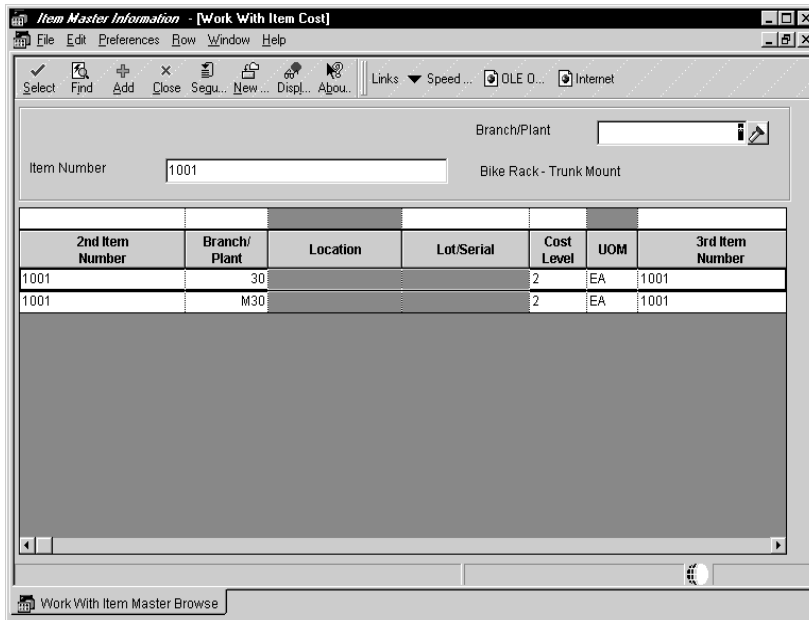 Item Master Information - [Work With Item Cost]
File Edit Preferences Row Window Help
Select Find Add Close Segu... New ... Displ... Abou.. Links Speed ... OLE O... Internet
Branch/Plant
Item Number 1001 Bike Rack - Trunk Mount
2nd Item Number Branch/ Plant Location Lot/Serial Cost Level UOM 3rd Item Number
1001 30 2 EA 1001
1001 M30 2 EA 1001
Work With Item Master Browse